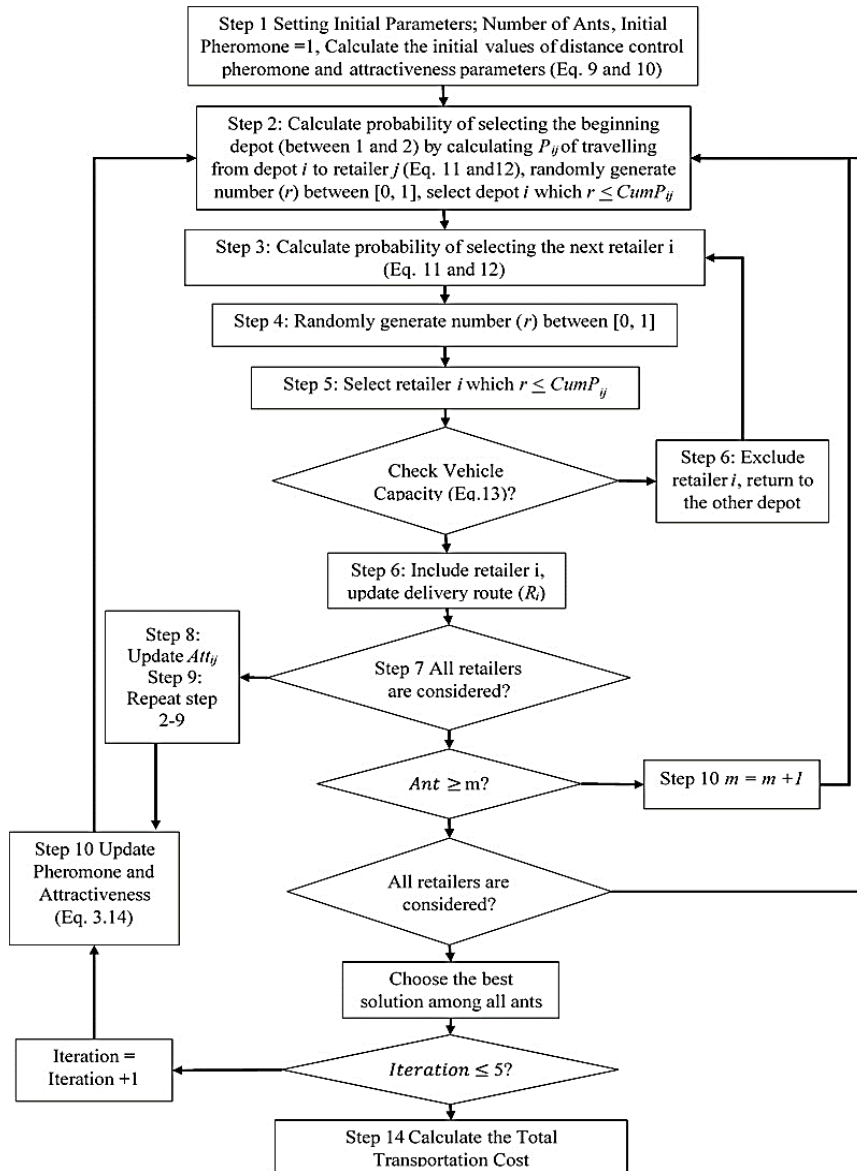 Step 1 Setting Initial Parameters; Number of Ants, Initial
Pheromone =1, Calculate the initial values of distance control
pheromone and attractiveness parameters (Eq. 9 and 10)
Step 2: Calculate probability of selecting the beginning
depot (between 1 and 2) by calculating P_ij of travelling
from depot i to retailer j (Eq. 11 and12), randomly generate
number (r) between [0, 1], select depot i which r ≤ CumP_ij
Step 3: Calculate probability of selecting the next retailer i
(Eq. 11 and 12)
Step 4: Randomly generate number (r) between [0, 1]
Step 5: Select retailer i which r ≤ CumP_ij
Check Vehicle
Capacity (Eq.13)?
Step 6: Exclude
retailer i, return to
the other depot
Step 6: Include retailer i,
update delivery route (R_i)
Step 7 All retailers
are considered?
Step 8:
Update Att_ij
Step 9:
Repeat step
2-9
Ant ≥ m?
Step 10 m = m +1
Step 10 Update
Pheromone and
Attractiveness
(Eq. 3.14)
All retailers are
considered?
Choose the best
solution among all ants
Iteration ≤ 5?
Iteration =
Iteration +1
Step 14 Calculate the Total
Transportation Cost